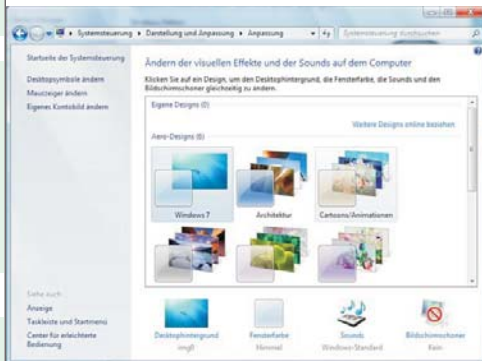 Systemsteuerung ▸ Darstellung und Anpassung ▸ Anpassung
Systemsteuerung durchsuchen
Startseite der Systemsteuerung
Desktopsymbole ändern
Mauszeiger ändern
Eigenes Kontobild ändern
Ändern der visuellen Effekte und der Sounds auf dem Computer
Klicken Sie auf ein Design, um den Desktophintergrund, die Fensterfarbe, die Sounds und den
Bildschirmschoner gleichzeitig zu ändern.
Eigene Designs (0)
Weitere Designs online beziehen
Aero-Designs (6)
Windows 7
Architektur
Cartoons/Animationen
Siehe auch
Anzeige
Taskleiste und Startmenü
Center für erleichterte
Bedienung
Desktophintergrund
img0
Fensterfarbe
Himmel
Sounds
Windows-Standard
Bildschirmschoner
Kein